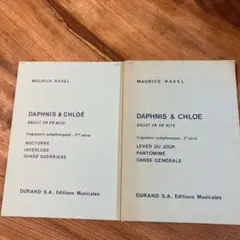 MAURICE RAVEL
DAPHNIS & CHLOÉ
BALLET EN UN ACTE
Fragments symphoniques - 1ère série
NOCTURNE
INTERLUDE
DANSE GUERRIÈRE
DURAND S.A. Editions Musicales
MAURICE RAVEL
DAPHNIS & CHLOE
BALLET EN UN ACTE
Fragments symphoniques - 2e série
LEVER DU JOUR
PANTOMIME
DANSE GÉNÉRALE
DURAND S.A. Editions Musicales